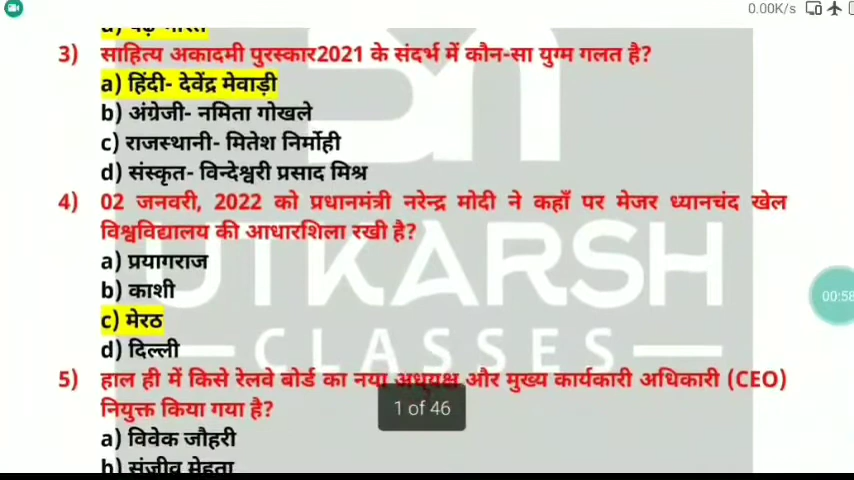 0.00K/s
3) साहित्य अकादमी पुरस्कार2021 के संदर्भ में कौन-सा युग्म गलत है?
a) हिंदी- देवेंद्र मेवाड़ी
b) अंग्रेजी- नमिता गोखले
c) राजस्थानी- मितेश निर्मोही
d) संस्कृत- विन्देश्वरी प्रसाद मिश्र
4) 02 जनवरी, 2022 को प्रधानमंत्री नरेन्द्र मोदी ने कहाँ पर मेजर ध्यानचंद खेल
विश्वविद्यालय की आधारशिला रखी है?
a) प्रयागराज
b) काशी
00:58
c) मेरठ
d) दिल्ली
UTKARSH
CLASSES
5) हाल ही में किसे रेलवे बोर्ड का नया अध्यक्ष और मुख्य कार्यकारी अधिकारी (CEO)
नियुक्त किया गया है?
1 of 46
a) विवेक जौहरी
b) संजीव मेहता